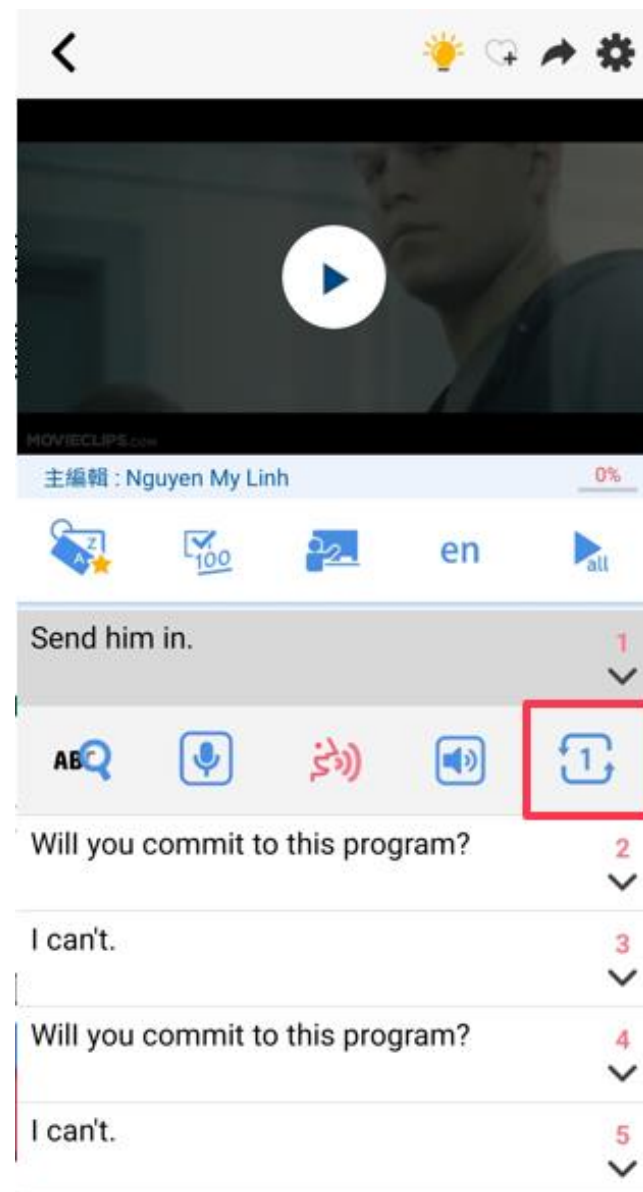 MOVIECLIPS.COM
主編輯 : Nguyen My Linh 0%
A Z
100
en
all
Send him in. 1
ABC 1
Will you commit to this program? 2
I can't. 3
Will you commit to this program? 4
I can't. 5